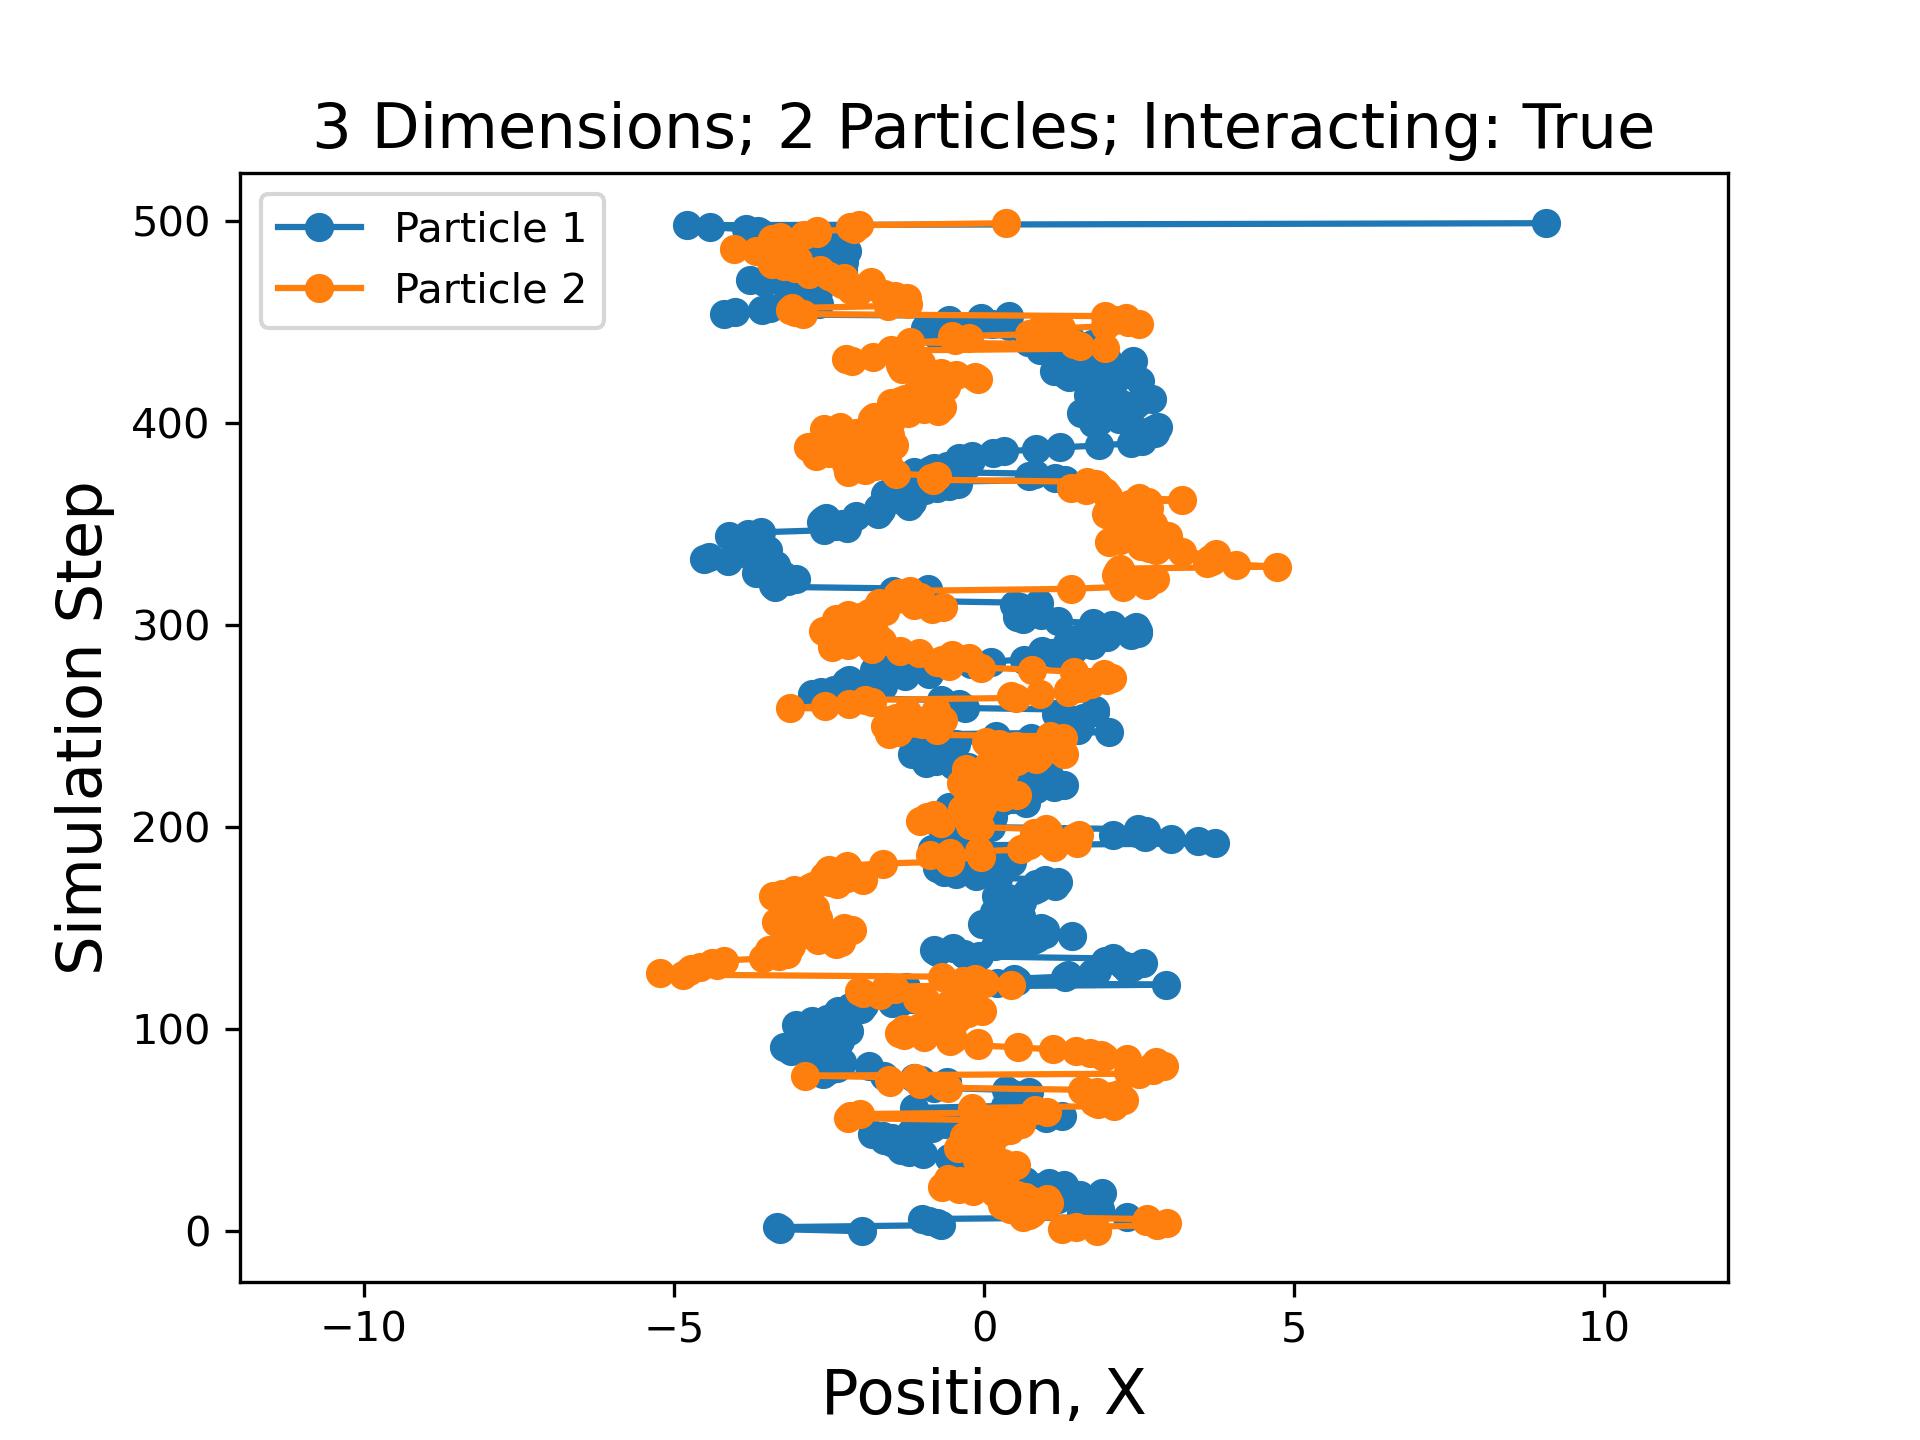 3 Dimensions; 2 Particles; Interacting: True
Particle 1
Particle 2
Simulation Step
500
400
300
200
100
0
−10 −5 0 5 10
Position, X